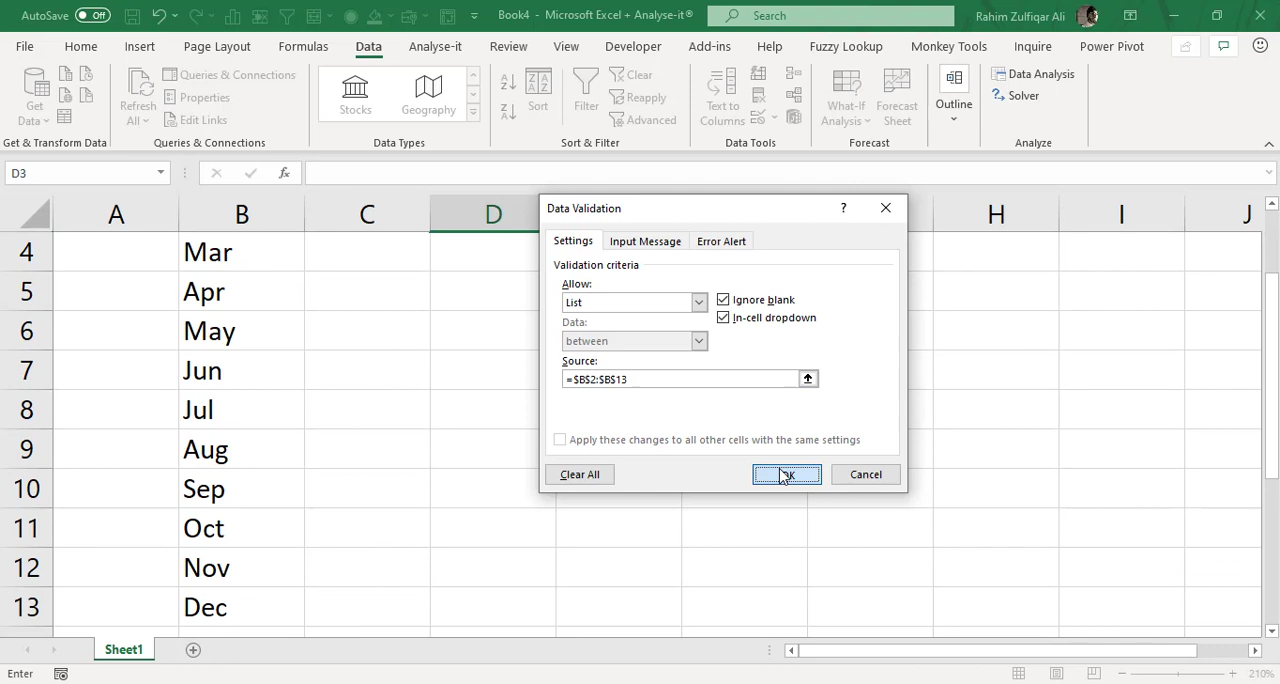 AutoSave Off Book4 - Microsoft Excel + Analyse-it® Search Rahim Zulfiqar Ali
File Home Insert Page Layout Formulas Data Analyse-it Review View Developer Add-ins Help Fuzzy Lookup Monkey Tools Inquire Power Pivot
Get Data
Refresh All
Queries & Connections
Properties
Edit Links
Stocks
Geography
Sort
Filter
Clear
Reapply
Advanced
Text to Columns
What-If Analysis
Forecast Sheet
Outline
Data Analysis
Solver
Get & Transform Data Queries & Connections Data Types Sort & Filter Data Tools Forecast Analyze
D3 fx
A B C D H I J
4 Mar
5 Apr
6 May
7 Jun
8 Jul
9 Aug
10 Sep
11 Oct
12 Nov
13 Dec
Data Validation ?
Settings Input Message Error Alert
Validation criteria
Allow:
List
Ignore blank
In-cell dropdown
Data:
between
Source:
=$B$2:$B$13
Apply these changes to all other cells with the same settings
Clear All OK Cancel
Sheet1
Enter 210%